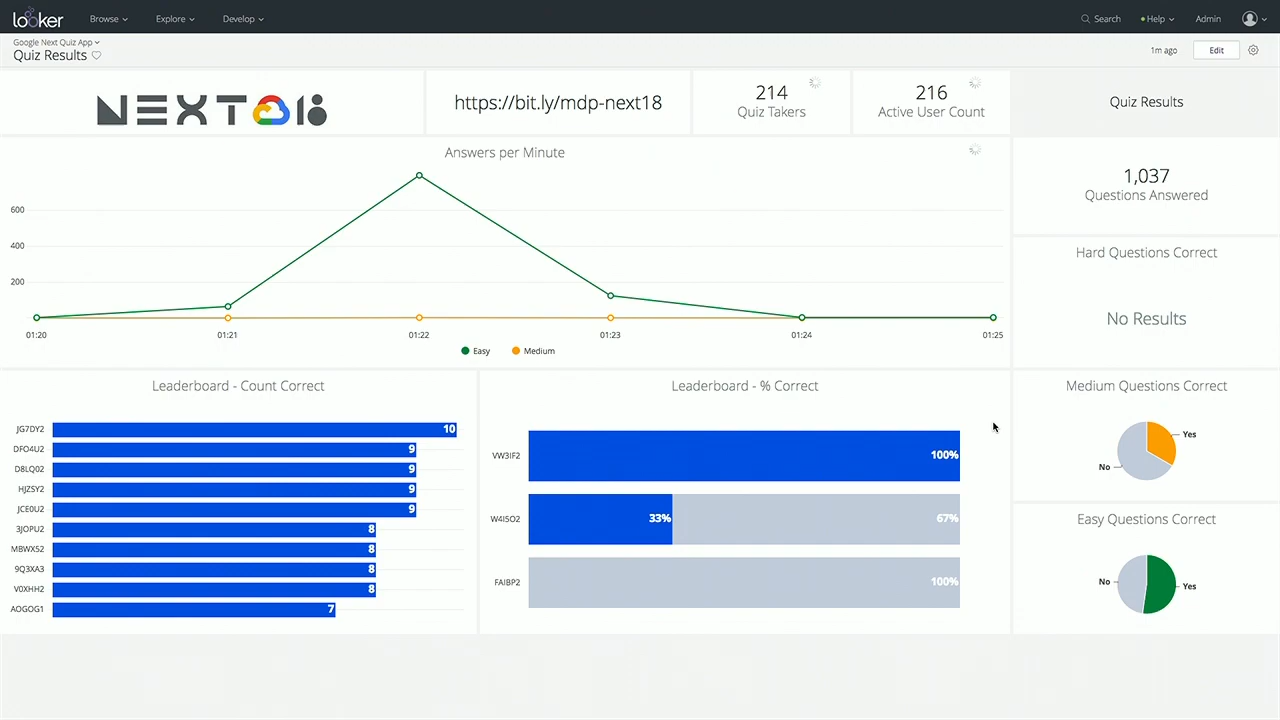 looker
Browse
Explore
Develop
Search
Help
Admin
Google Next Quiz App
Quiz Results
1m ago
Edit
NEXT018
https://bit.ly/mdp-next18
214
Quiz Takers
216
Active User Count
Quiz Results
Answers per Minute
600
400
200
01:20
01:21
01:22
01:23
01:24
01:25
Easy
Medium
1,037
Questions Answered
Hard Questions Correct
No Results
Leaderboard - Count Correct
JG7DY2
10
DFO4U2
9
D8LQ02
9
HJZSY2
9
JCE0U2
9
3JOPU2
8
MBWX52
8
9Q3XA3
8
V0XHH2
8
AOGOG1
7
Leaderboard - % Correct
VW3IF2
100%
W4I5O2
33%
67%
FAIBP2
100%
Medium Questions Correct
Yes
No
Easy Questions Correct
No
Yes